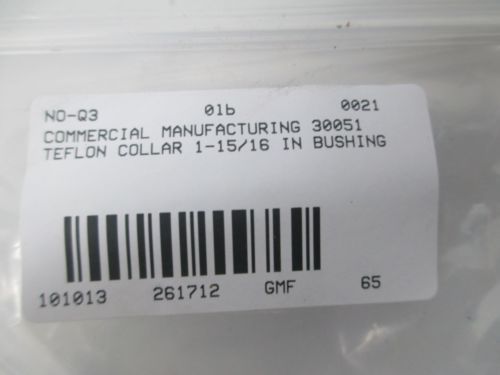 NO-Q3 01b 0021
COMMERCIAL MANUFACTURING 30051
TEFLON COLLAR 1-15/16 IN BUSHING
101013 261712 GMF 65